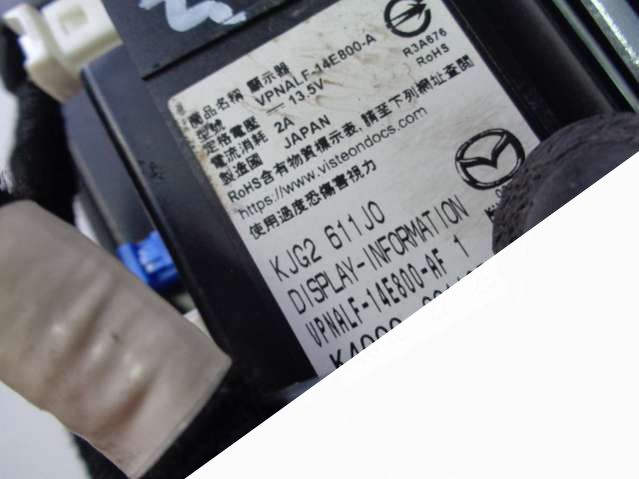 R3A876
RoHS
商品名稱 顯示器
型號 VPNALF-14E800-A
定格電壓 13.5V
電流消耗 2A
製造國 JAPAN
RoHS含有物質標示表,請至下列網址查閱
https://www.visteondocs.com
使用過度恐傷害視力
KJG2 611J0
DISPLAY-INFORMATION
VPNALF-14E800-AF 1